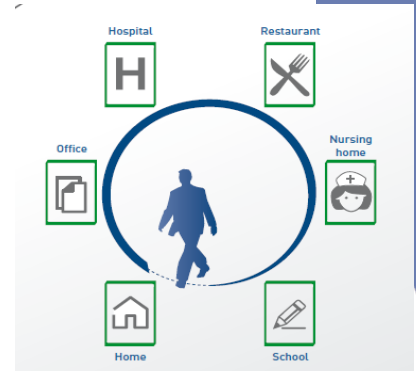 Hospital
Restaurant
H
Office
Nursing
home
Home
School